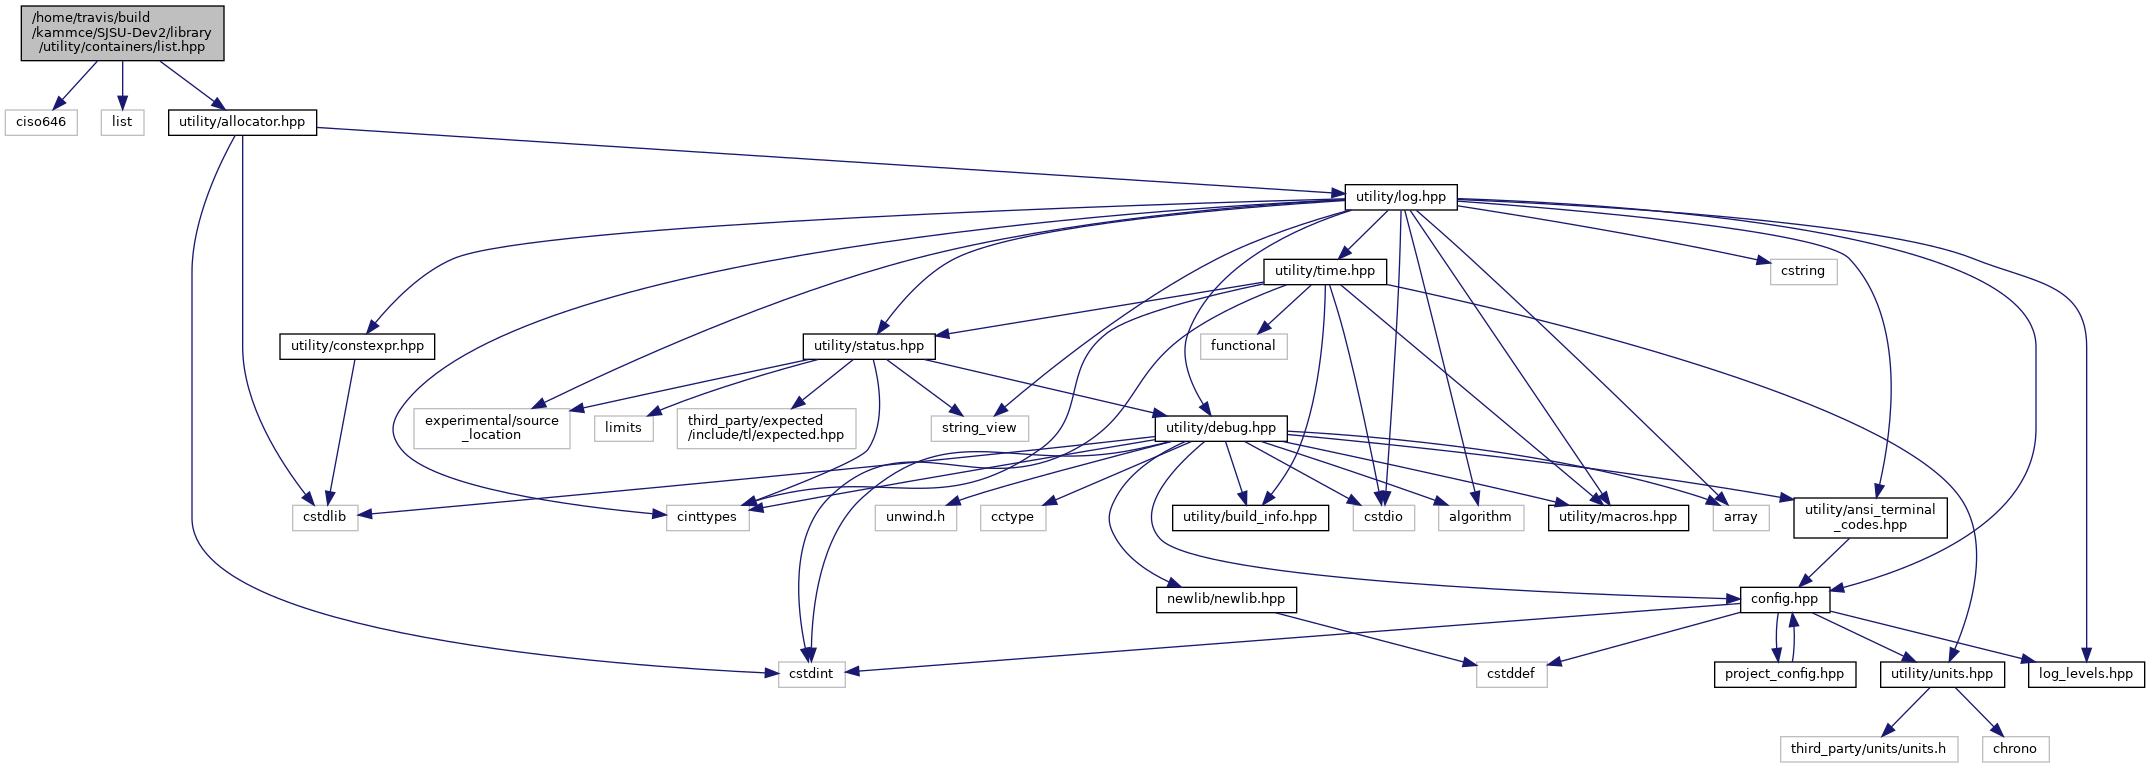 /home/travis/build
/kammce/SJSU-Dev2/library
/utility/containers/list.hpp
ciso646
list
utility/allocator.hpp
utility/log.hpp
utility/time.hpp
cstring
utility/constexpr.hpp
utility/status.hpp
functional
experimental/source
_location
limits
third_party/expected
/include/tl/expected.hpp
string_view
utility/debug.hpp
cstdlib
cinttypes
unwind.h
cctype
utility/build_info.hpp
cstdio
algorithm
utility/macros.hpp
array
utility/ansi_terminal
_codes.hpp
newlib/newlib.hpp
config.hpp
cstdint
cstddef
project_config.hpp
utility/units.hpp
log_levels.hpp
third_party/units/units.h
chrono